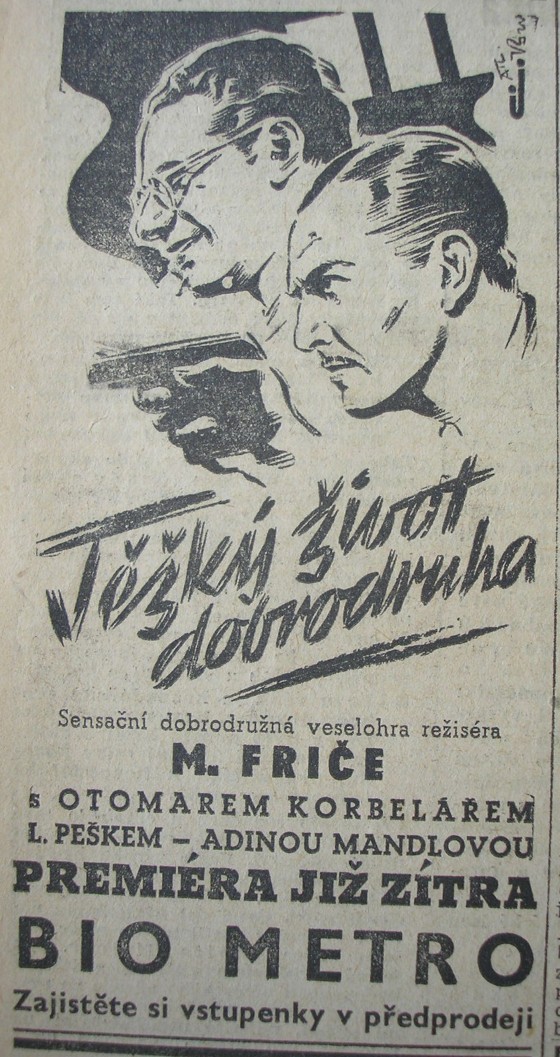 Těžký život
dobrodruha
Sensační dobrodružná veselohra režiséra
M. FRIČE
s OTOMAREM KORBELÁŘEM
L. PEŠKEM – ADINOU MANDLOVOU
PREMIÉRA JIŽ ZÍTRA
BIO METRO
Zajistěte si vstupenky v předprodeji